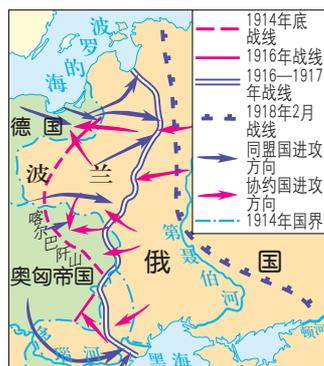 波罗的海
德国
波兰
喀尔巴阡山
奥匈帝国
俄国
第聂伯河
顿河
黑海
1914年底
战线
1916年战线
1916—1917
年战线
1918年2月
战线
同盟国进攻
方向
协约国进攻
方向
1914年国界